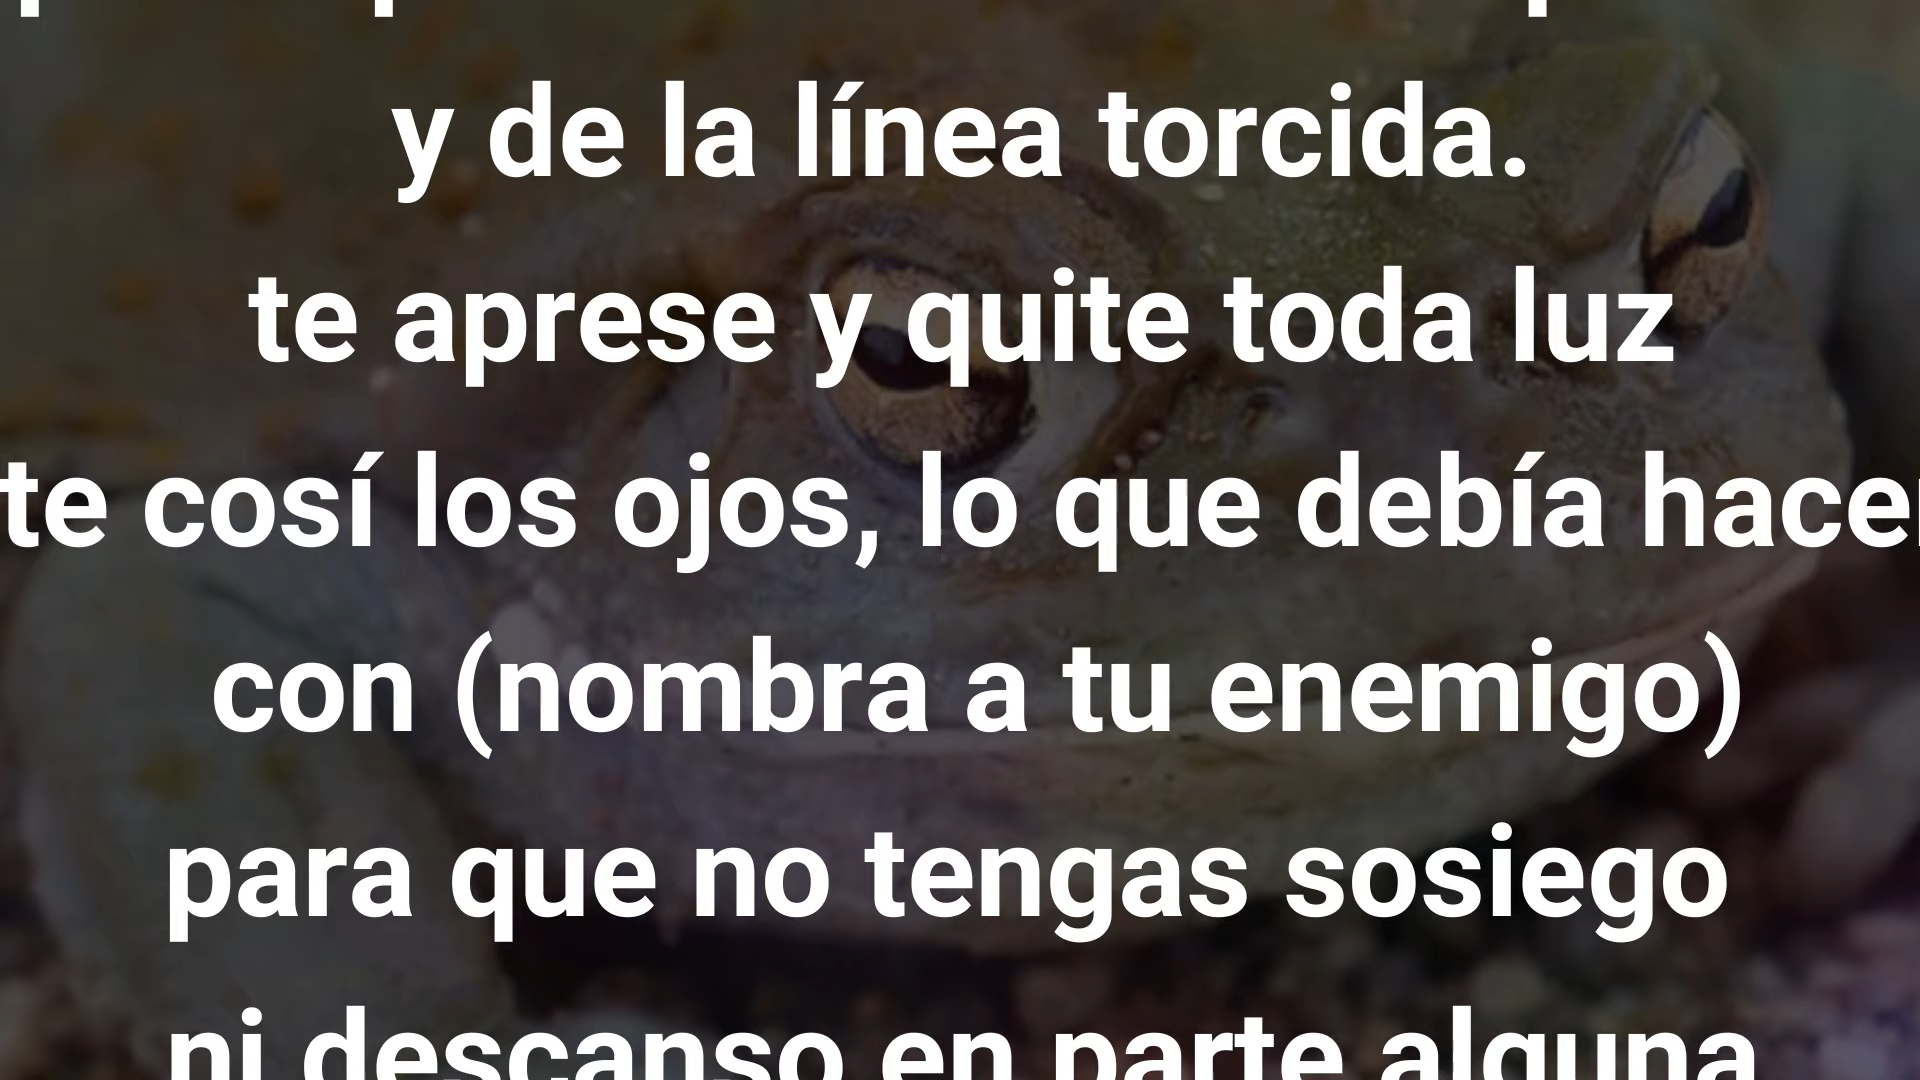 y de la línea torcida.
te aprese y quite toda luz
te cosí los ojos, lo que debía hacer
con (nombra a tu enemigo)
para que no tengas sosiego
ni descanso en parte alguna